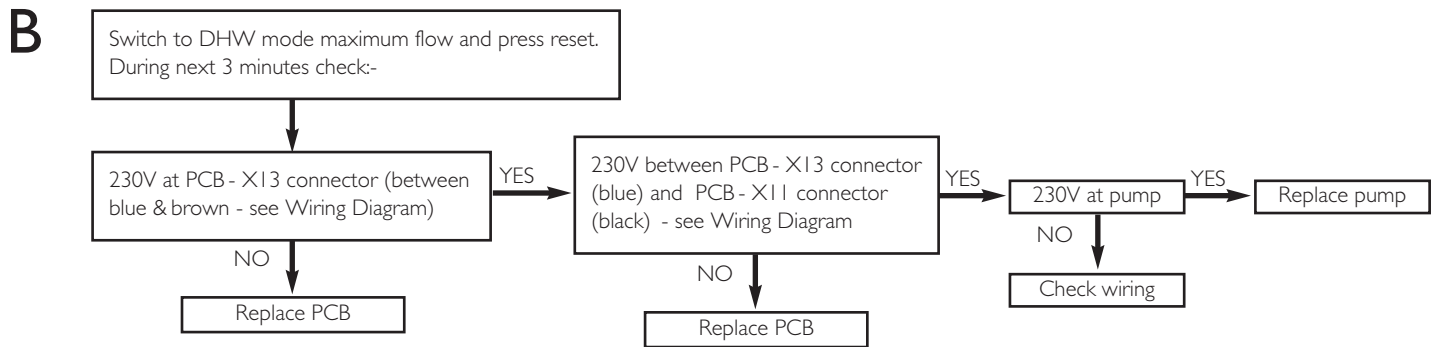 B
Switch to DHW mode maximum flow and press reset.
During next 3 minutes check:-
230V at PCB - X13 connector (between
blue & brown - see Wiring Diagram)
YES
NO
Replace PCB
230V between PCB - X13 connector
(blue) and PCB - X11 connector
(black) - see Wiring Diagram
YES
NO
Replace PCB
230V at pump
YES
NO
Check wiring
Replace pump